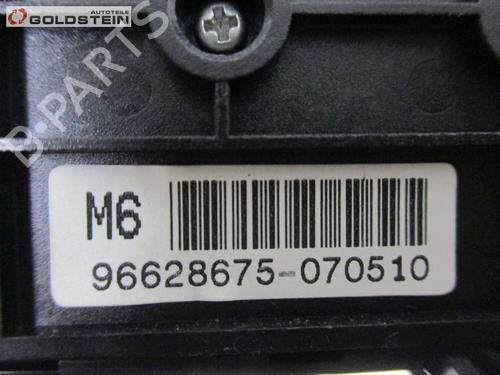 Autoteile
GOLDSTEIN
B-PARTS
M6
96628675-070510